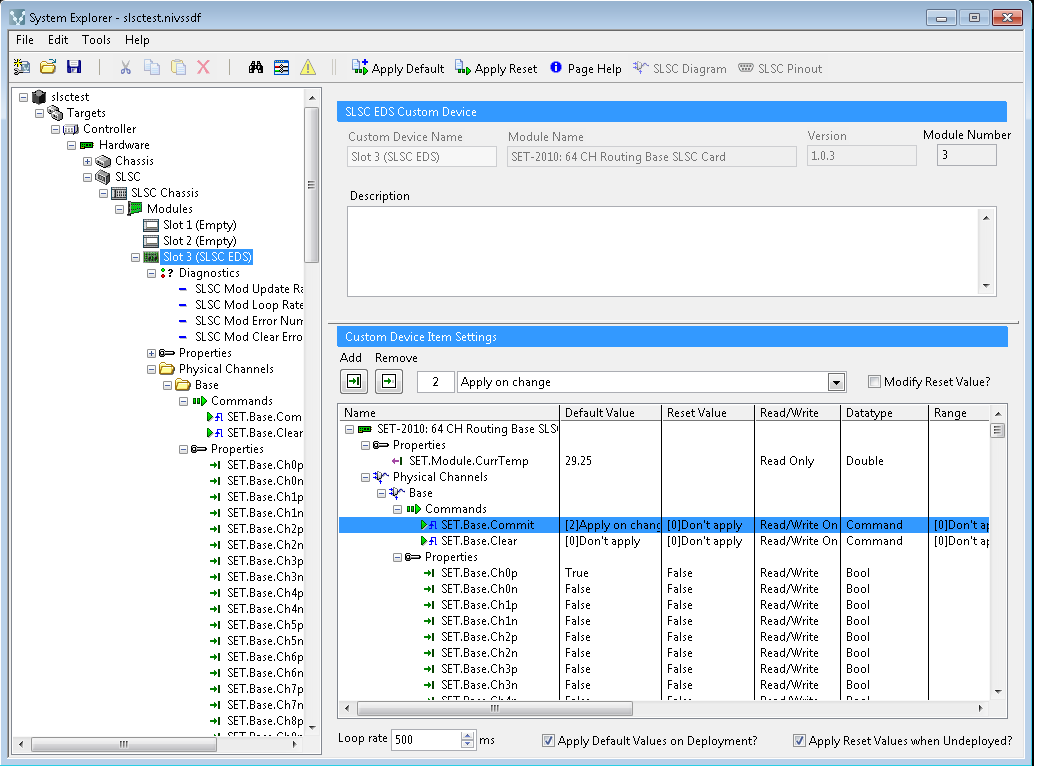 System Explorer - slsctest.nivssdf
File Edit Tools Help
Apply Default Apply Reset Page Help SLSC Diagram SLSC Pinout
slsctest
Targets
Controller
Hardware
Chassis
SLSC
SLSC Chassis
Modules
Slot 1 (Empty)
Slot 2 (Empty)
Slot 3 (SLSC EDS)
Diagnostics
SLSC Mod Update Ra
SLSC Mod Loop Rate
SLSC Mod Error Num
SLSC Mod Clear Erro
Properties
Physical Channels
Base
Commands
SET.Base.Com
SET.Base.Clear
Properties
SET.Base.Ch0p
SET.Base.Ch0n
SET.Base.Ch1p
SET.Base.Ch1n
SET.Base.Ch2p
SET.Base.Ch2n
SET.Base.Ch3p
SET.Base.Ch3n
SET.Base.Ch4p
SET.Base.Ch4n
SET.Base.Ch5p
SET.Base.Ch5n
SET.Base.Ch6p
SET.Base.Ch6n
SET.Base.Ch7p
SET.Base.Ch7n
SET.Base.Ch8p
SLSC EDS Custom Device
Custom Device Name Module Name Version Module Number
Slot 3 (SLSC EDS) SET-2010: 64 CH Routing Base SLSC Card 1.0.3 3
Description
Custom Device Item Settings
Add Remove
2 Apply on change Modify Reset Value?
Name Default Value Reset Value Read/Write Datatype Range
SET-2010: 64 CH Routing Base SLS
Properties
SET.Module.CurrTemp 29.25 Read Only Double
Physical Channels
Base
Commands
SET.Base.Commit [2]Apply on chang [0]Don't apply Read/Write On Command [0]Don't ap
SET.Base.Clear [0]Don't apply [0]Don't apply Read/Write On Command [0]Don't ap
Properties
SET.Base.Ch0p True False Read/Write Bool
SET.Base.Ch0n False False Read/Write Bool
SET.Base.Ch1p False False Read/Write Bool
SET.Base.Ch1n False False Read/Write Bool
SET.Base.Ch2p False False Read/Write Bool
SET.Base.Ch2n False False Read/Write Bool
SET.Base.Ch3p False False Read/Write Bool
SET.Base.Ch3n False False Read/Write Bool
Loop rate 500 ms Apply Default Values on Deployment? Apply Reset Values when Undeployed?